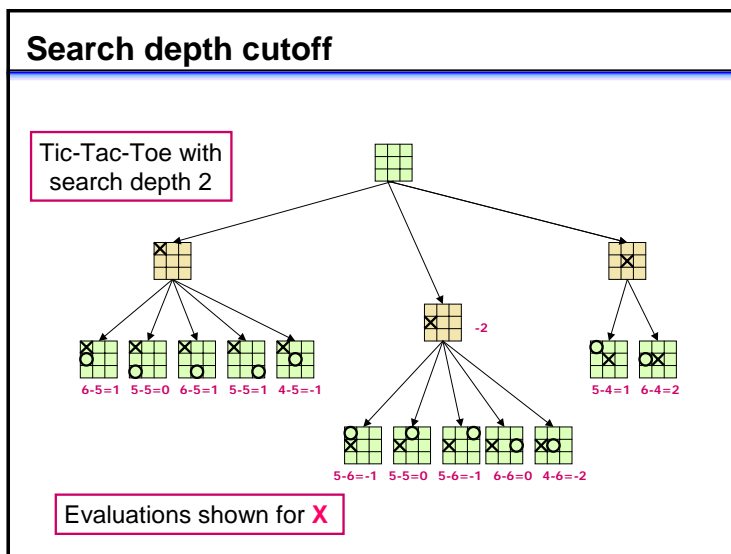 Search depth cutoff
Tic-Tac-Toe with
search depth 2
-2
6-5=1 5-5=0 6-5=1 5-5=1 4-5=-1
5-4=1 6-4=2
5-6=-1 5-5=0 5-6=-1 6-6=0 4-6=-2
Evaluations shown for X